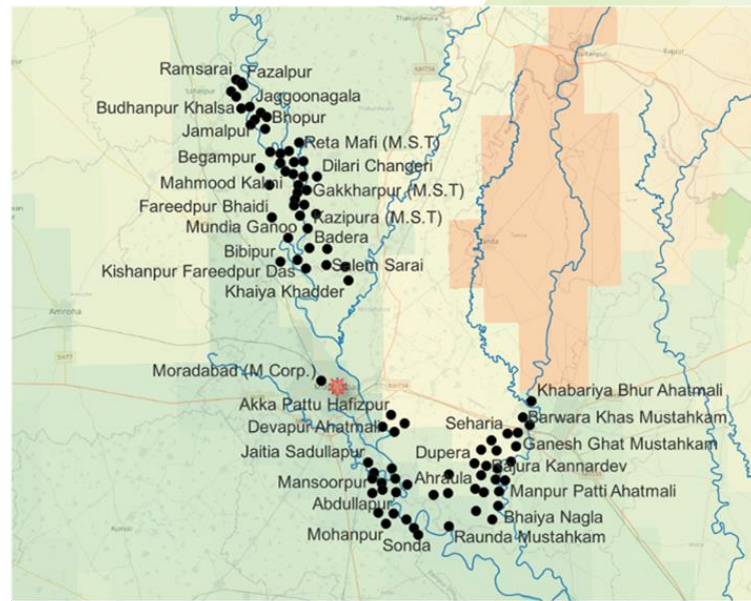 Thakurdwara
Ramsarai
Fazalpur
Jaggoonagala
Budhanpur Khalsa
Bhopur
Jamalpur
Reta Mafi (M.S.T)
Begampur
Dilari Changeri
Mahmood Kalmi
Gakkharpur (M.S.T)
Fareedpur Bhaidi
Kazipura (M.S.T)
Mundia Ganoo
Badera
Bibipur
Salem Sarai
Kishanpur Fareedpur Das
Khaiya Khadder
Amroha
Moradabad (M Corp.)
Khabariya Bhur Ahatmali
Akka Pattu Hafizpur
Barwara Khas Mustahkam
Seharia
Devapur Ahatmali
Ganesh Ghat Mustahkam
Jaitia Sadullapur
Dupera
Rajura Kannardev
Mansoorpur
Ahraula
Manpur Patti Ahatmali
Abdullapur
Bhaiya Nagla
Mohanpur
Sonda
Raunda Mustahkam